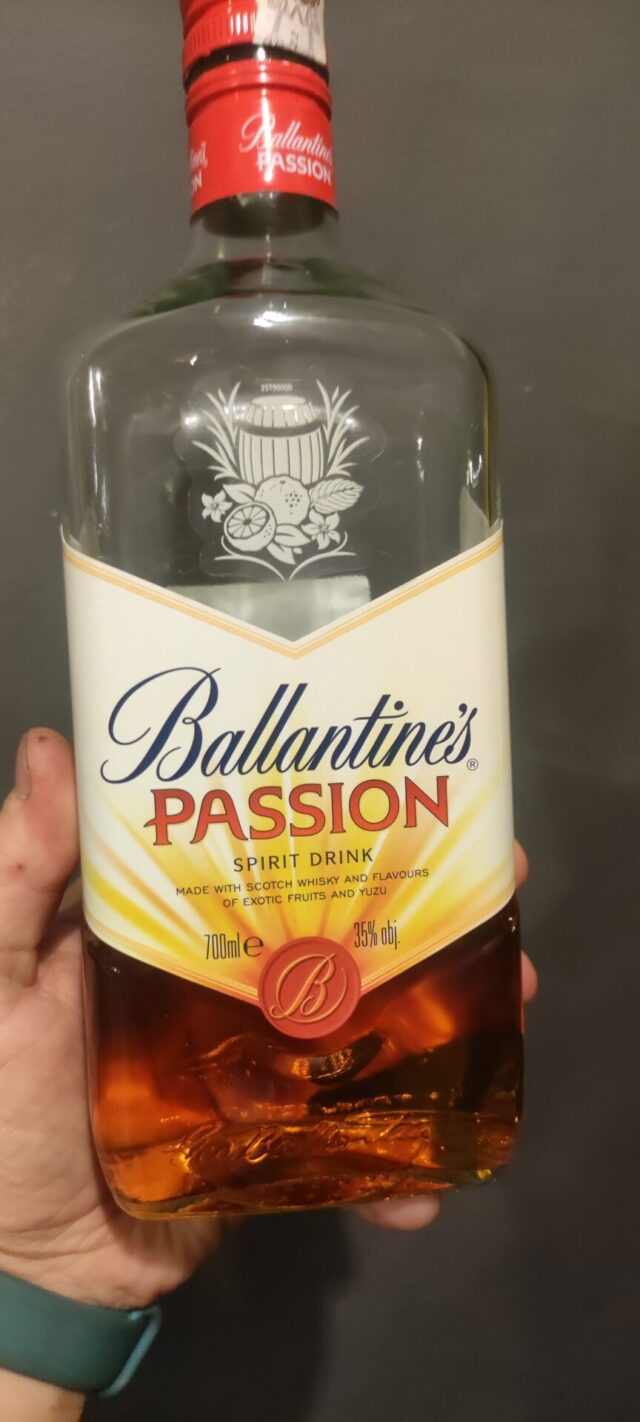 Ballantine's
PASSION
Ballantine's®
PASSION
SPIRIT DRINK
MADE WITH SCOTCH WHISKY AND FLAVOURS
OF EXOTIC FRUITS AND YUZU
700ml e 35% obj.
B